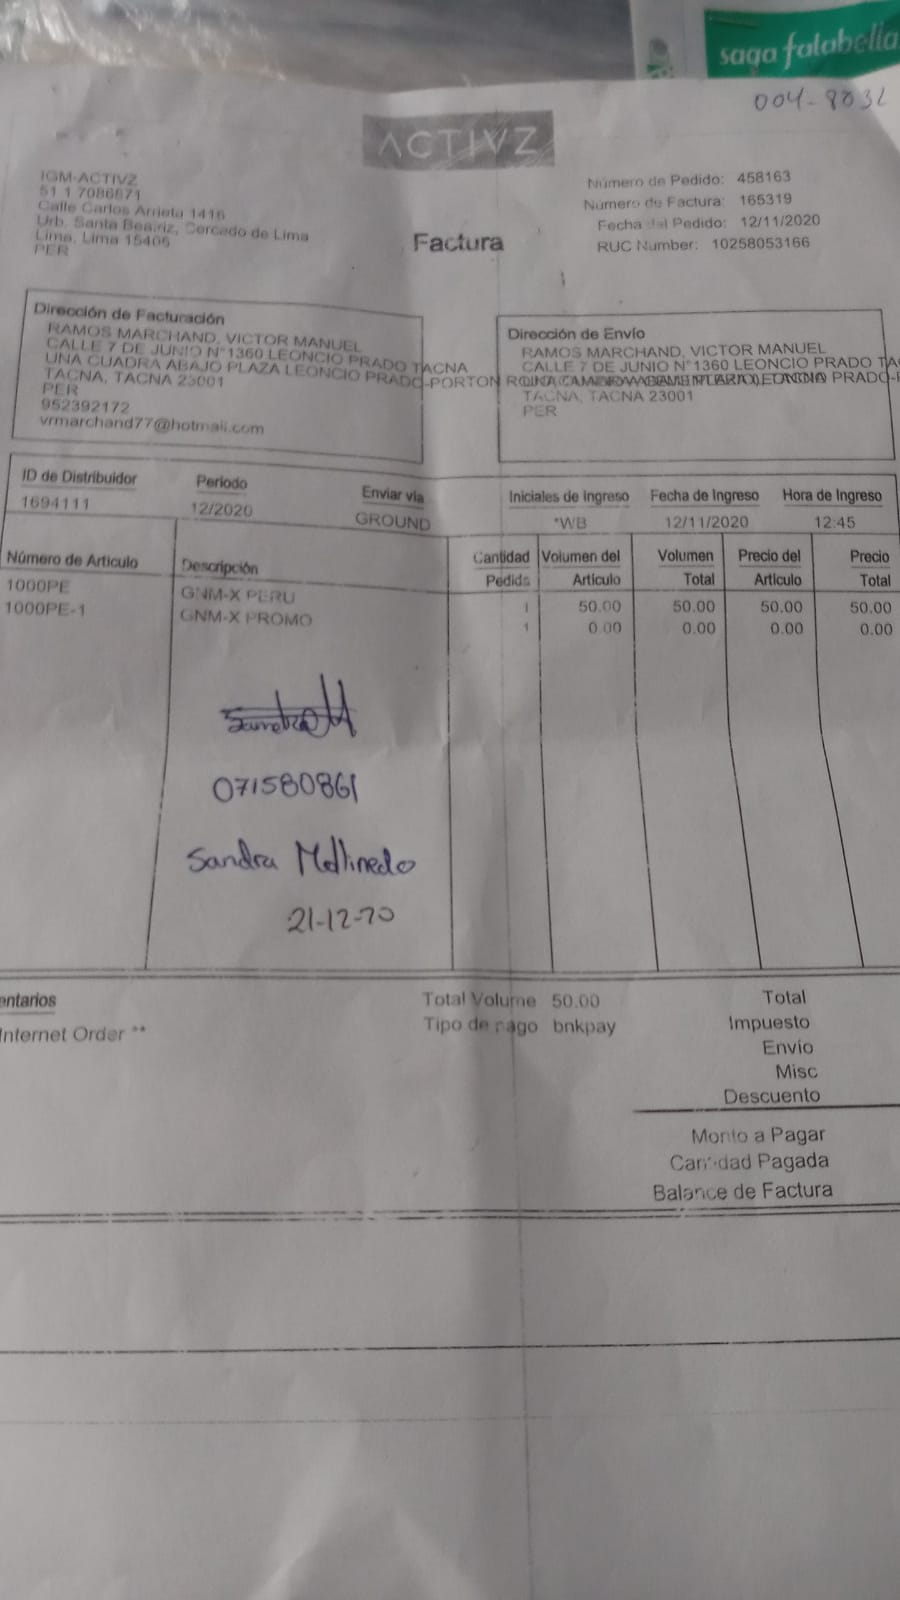 saga falabella
004-8032
ACTIVZ
IGM-ACTIVZ
51 1 7086871
Calle Carlos Arrieta 1416
Urb. Santa Beatriz, Cercado de Lima
Lima, Lima 15406
PER
Factura
Número de Pedido: 458163
Número de Factura: 165319
Fecha del Pedido: 12/11/2020
RUC Number: 10258053166
Dirección de Facturación
RAMOS MARCHAND, VICTOR MANUEL
CALLE 7 DE JUNIO N°1360 LEONCIO PRADO TACNA
UNA CUADRA ABAJO PLAZA LEONCIO PRADO-PORTON
TACNA, TACNA 23001
PER
952392172
vrmarchand77@hotmail.com
Dirección de Envío
RAMOS MARCHAND, VICTOR MANUEL
CALLE 7 DE JUNIO N°1360 LEONCIO PRADO TA
PRADO-
TACNA, TACNA 23001
PER
ID de Distribuidor Periodo Enviar via Iniciales de Ingreso Fecha de Ingreso Hora de Ingreso
1694111 12/2020 GROUND *WB 12/11/2020 12:45
Número de Articulo Descripción Cantidad Pedida Volumen del Articulo Volumen Total Precio del Articulo Precio Total
1000PE GNM-X PERU 1 50.00 50.00 50.00 50.00
1000PE-1 GNM-X PROMO 1 0.00 0.00 0.00 0.00
071580861
Sandra Mollinedo
21-12-70
entarios
Internet Order **
Total Volume 50.00
Tipo de pago bnkpay
Total
Impuesto
Envío
Misc
Descuento
Monto a Pagar
Cantidad Pagada
Balance de Factura